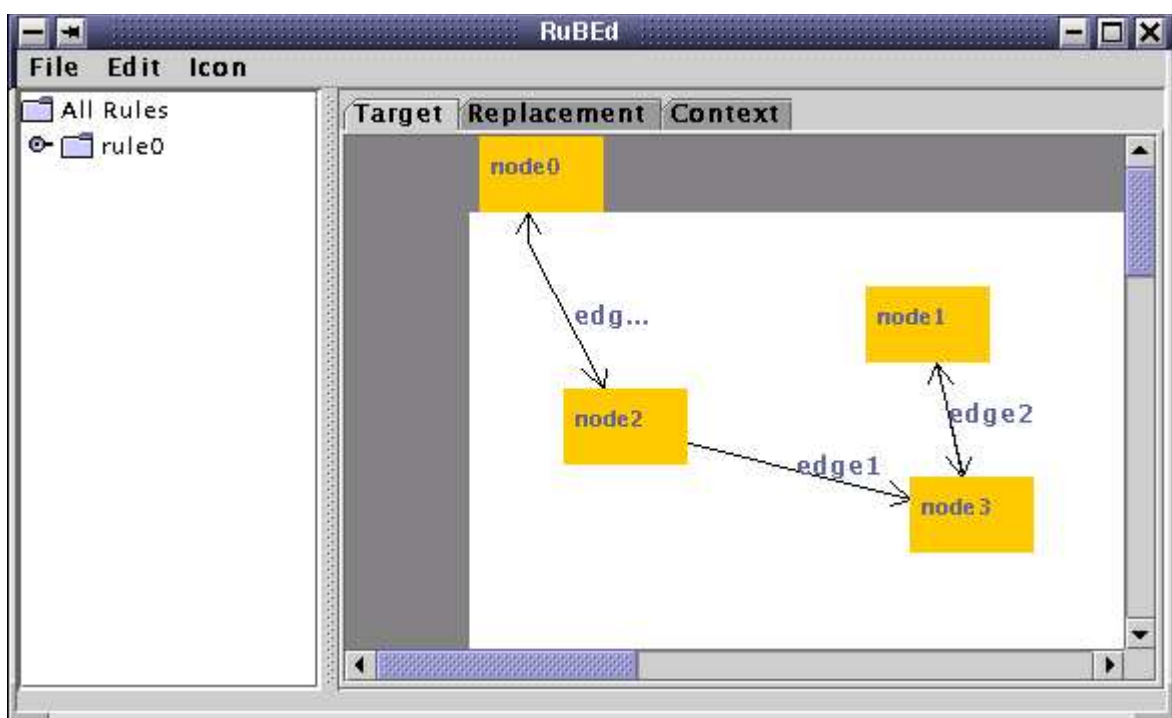 RuBEd
File Edit Icon
All Rules
rule0
Target Replacement Context
node0
edg...
node1
node2
edge2
edge1
node3